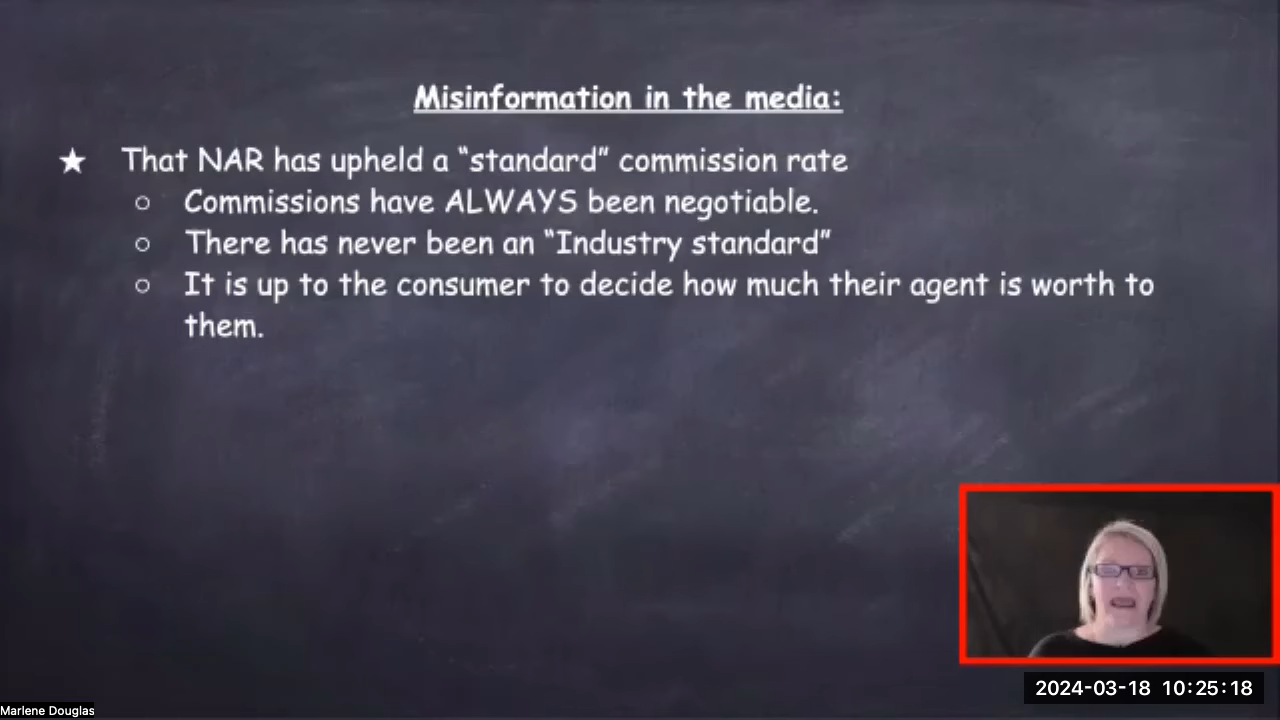 Misinformation in the media:
★ That NAR has upheld a “standard” commission rate
○ Commissions have ALWAYS been negotiable.
○ There has never been an “Industry standard”
○ It is up to the consumer to decide how much their agent is worth to
them.
2024-03-18 10:25:18
Marlene Douglas